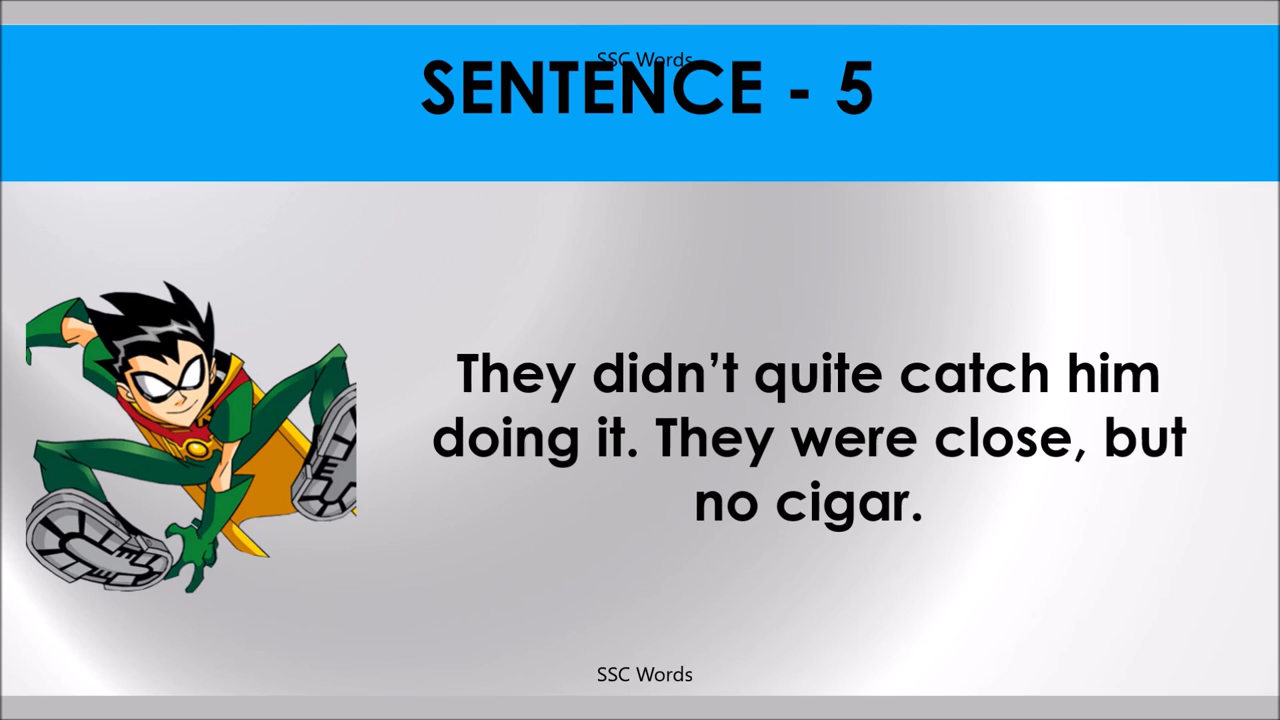 SSC Words
SENTENCE - 5
They didn’t quite catch him
doing it. They were close, but
no cigar.
SSC Words